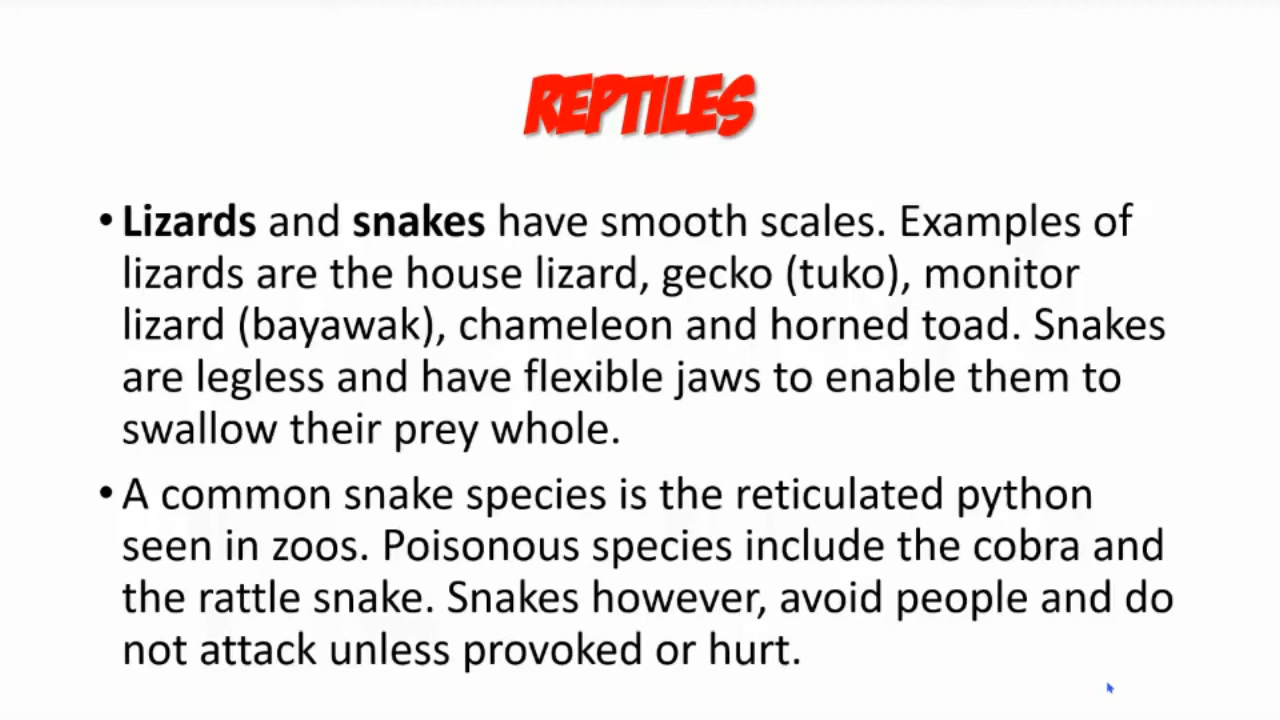 REPTILES
•Lizards and snakes have smooth scales. Examples of
lizards are the house lizard, gecko (tuko), monitor
lizard (bayawak), chameleon and horned toad. Snakes
are legless and have flexible jaws to enable them to
swallow their prey whole.
•A common snake species is the reticulated python
seen in zoos. Poisonous species include the cobra and
the rattle snake. Snakes however, avoid people and do
not attack unless provoked or hurt.